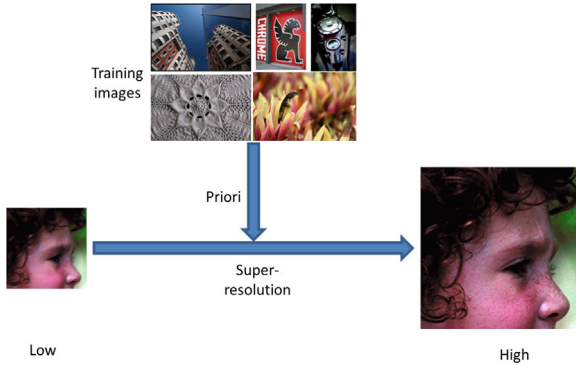 CHROME
Training
images
Priori
Super-
resolution
Low
High